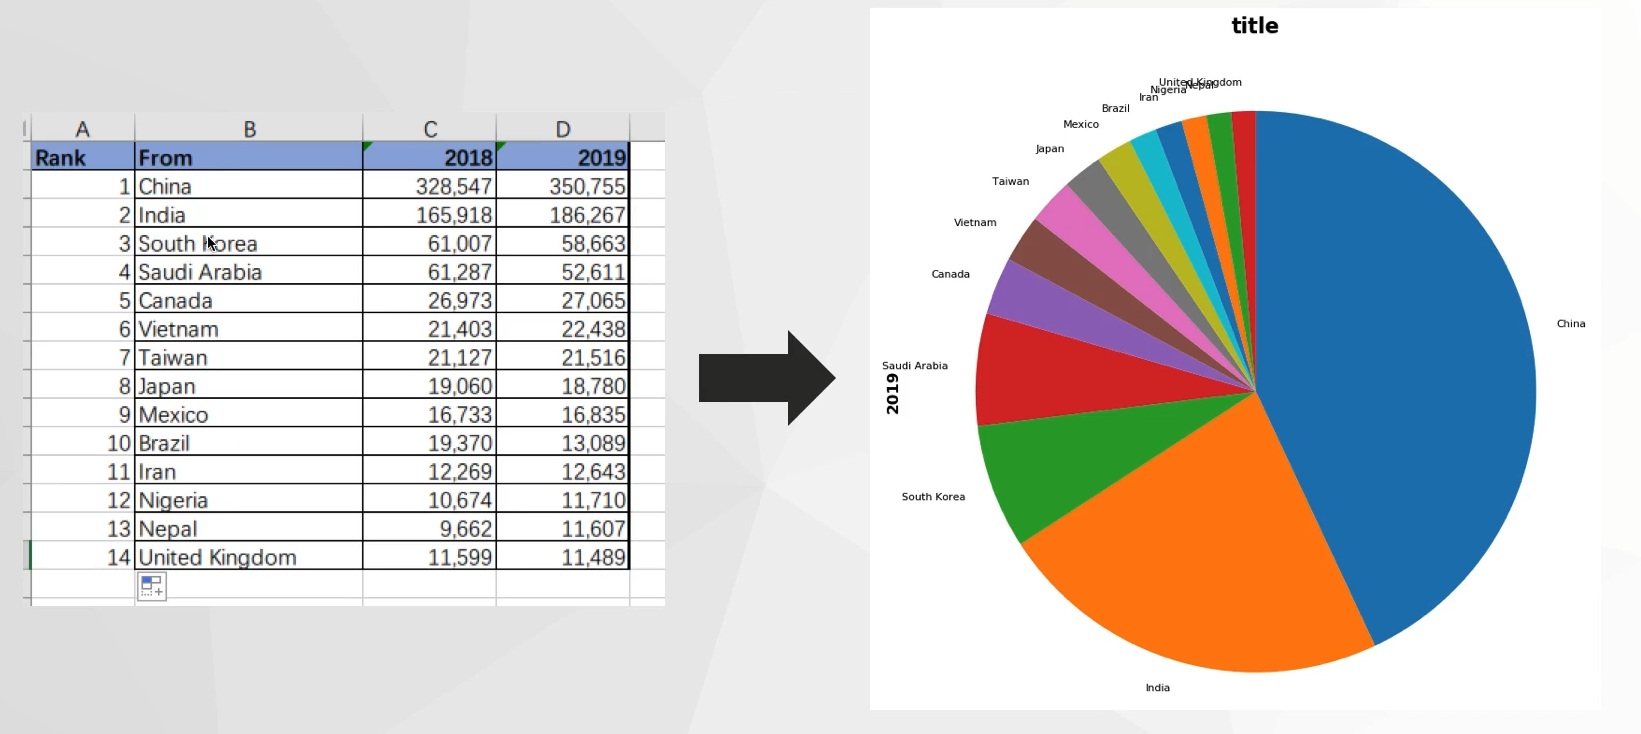 A B C D
Rank From 2018 2019
1 China 328,547 350,755
2 India 165,918 186,267
3 South Korea 61,007 58,663
4 Saudi Arabia 61,287 52,611
5 Canada 26,973 27,065
6 Vietnam 21,403 22,438
7 Taiwan 21,127 21,516
8 Japan 19,060 18,780
9 Mexico 16,733 16,835
10 Brazil 19,370 13,089
11 Iran 12,269 12,643
12 Nigeria 10,674 11,710
13 Nepal 9,662 11,607
14 United Kingdom 11,599 11,489
title
United Kingdom
Nepal
Nigeria
Iran
Brazil
Mexico
Japan
Taiwan
Vietnam
Canada
China
Saudi Arabia
2019
South Korea
India